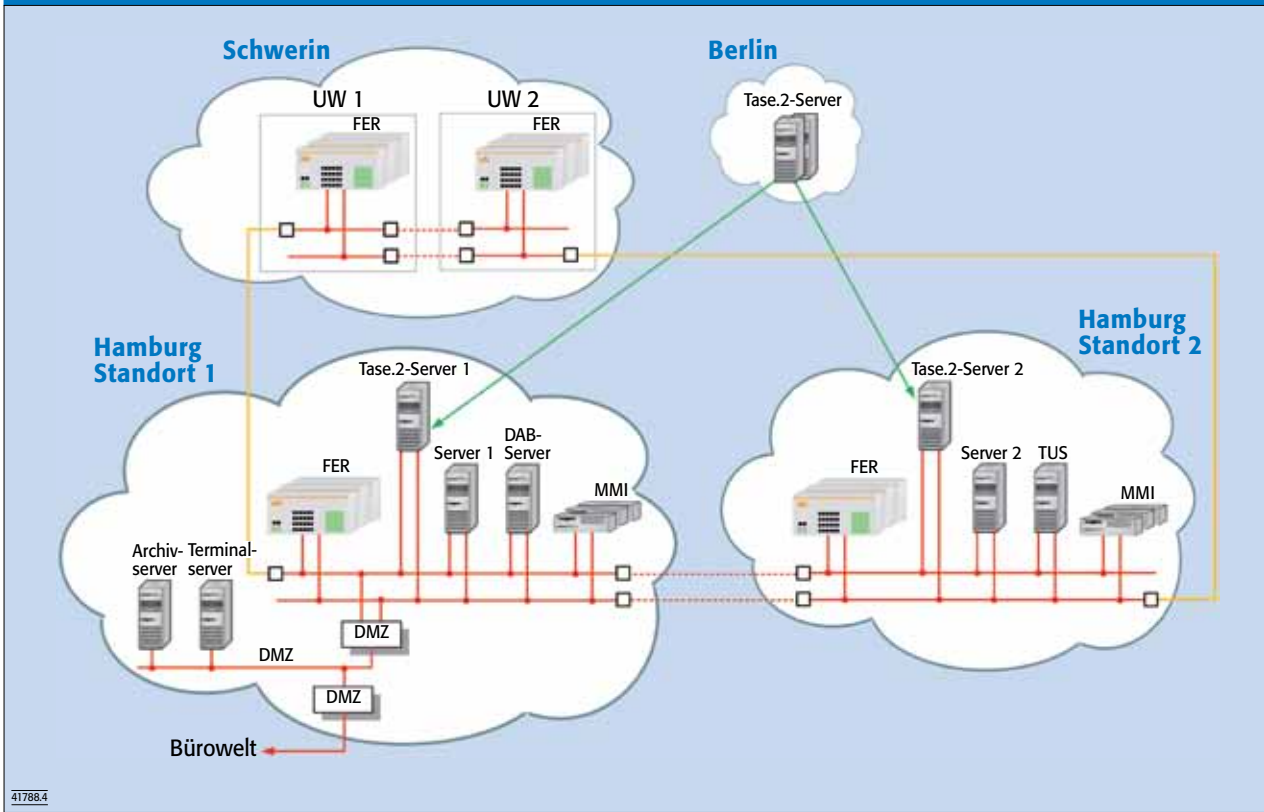 Schwerin
Berlin
UW 1
UW 2
FER
FER
Tase.2-Server
Hamburg
Standort 1
Hamburg
Standort 2
Tase.2-Server 1
Server 1
DAB-
Server
FER
MMI
Archiv-
server
Terminal-
server
DMZ
DMZ
DMZ
Bürowelt
Tase.2-Server 2
FER
Server 2
TUS
MMI
41788.4